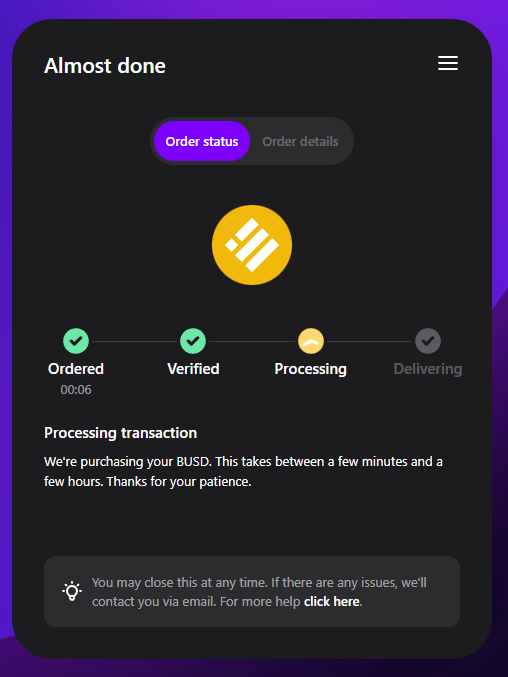 Almost done
Order status Order details
Ordered Verified Processing Delivering
00:06
Processing transaction
We're purchasing your BUSD. This takes between a few minutes and a
few hours. Thanks for your patience.
You may close this at any time. If there are any issues, we'll
contact you via email. For more help click here.